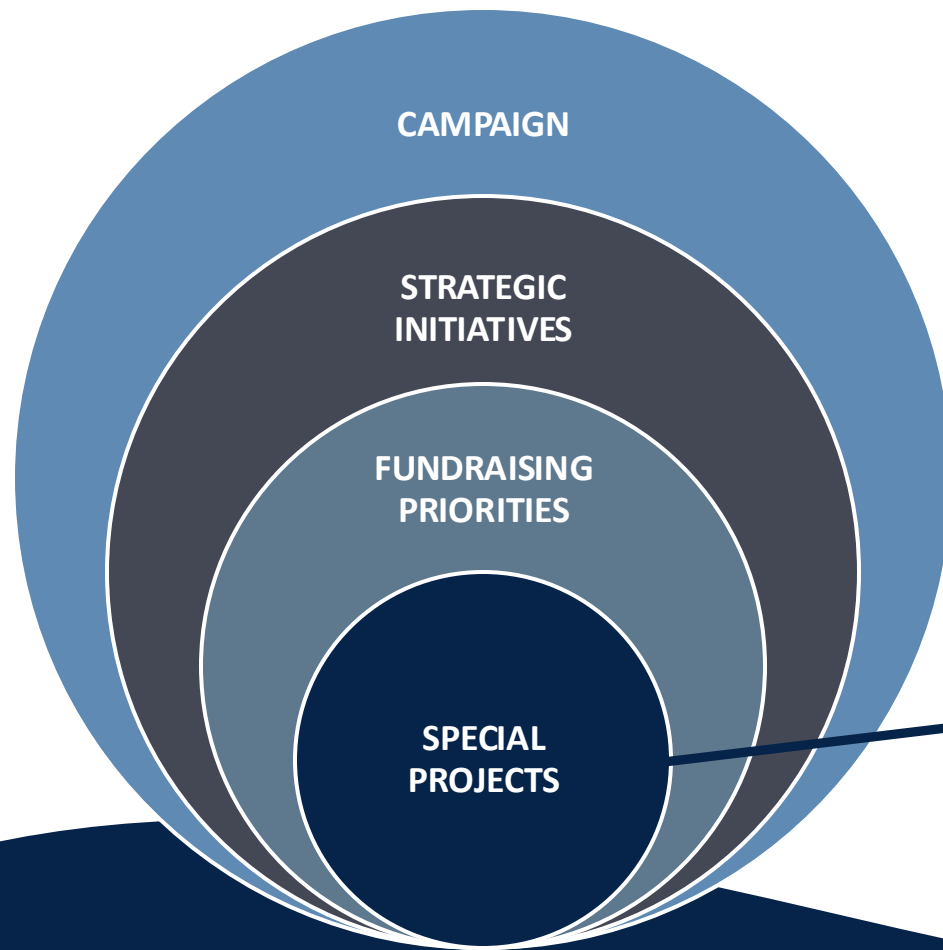 CAMPAIGN
STRATEGIC
INITIATIVES
FUNDRAISING
PRIORITIES
SPECIAL
PROJECTS